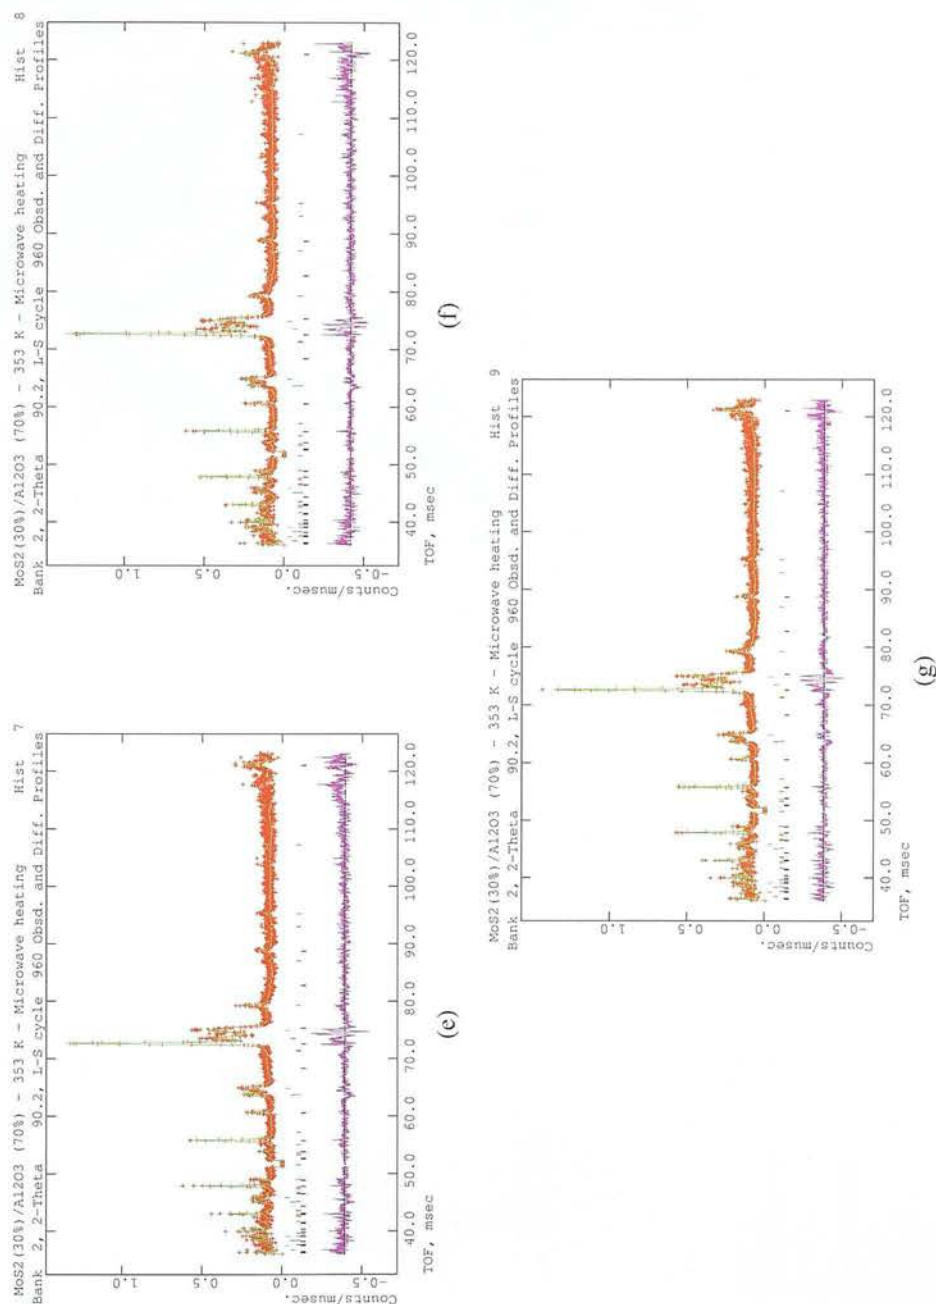 MoS2(30%)/Al2O3 (70%) - 353 K - Microwave heating Hist 7
Bank 2, 2-Theta 90.2, L-S cycle 960 Obsd. and Diff. Profiles
Counts/musec.
1.0
0.5
0.0
-0.5
40.0 50.0 60.0 70.0 80.0 90.0 100.0 110.0 120.0
TOF, msec
(e)
MoS2(30%)/Al2O3 (70%) - 353 K - Microwave heating Hist 8
Bank 2, 2-Theta 90.2, L-S cycle 960 Obsd. and Diff. Profiles
Counts/musec.
1.0
0.5
0.0
-0.5
40.0 50.0 60.0 70.0 80.0 90.0 100.0 110.0 120.0
TOF, msec
(f)
MoS2(30%)/Al2O3 (70%) - 353 K - Microwave heating Hist 9
Bank 2, 2-Theta 90.2, L-S cycle 960 Obsd. and Diff. Profiles
Counts/musec.
1.0
0.5
0.0
-0.5
40.0 50.0 60.0 70.0 80.0 90.0 100.0 110.0 120.0
TOF, msec
(g)